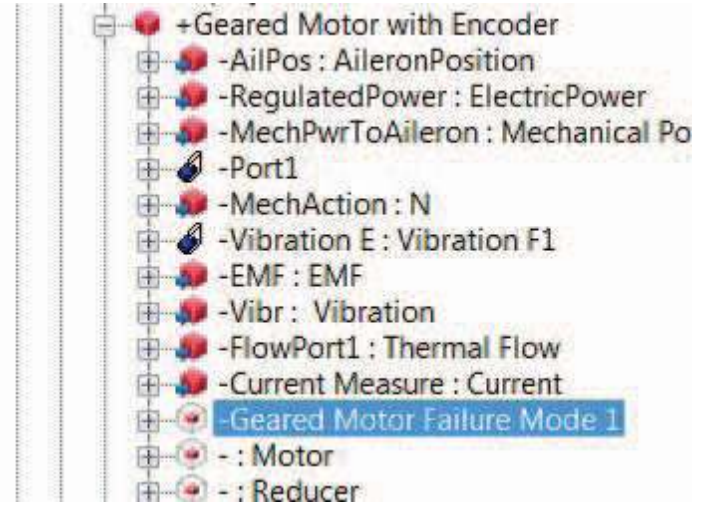 +Geared Motor with Encoder
-AilPos : AileronPosition
-RegulatedPower : ElectricPower
-MechPwrToAileron : Mechanical Po
-Port1
-MechAction : N
-Vibration E : Vibration F1
-EMF : EMF
-Vibr : Vibration
-FlowPort1 : Thermal Flow
-Current Measure : Current
-Geared Motor Failure Mode 1
- : Motor
- : Reducer